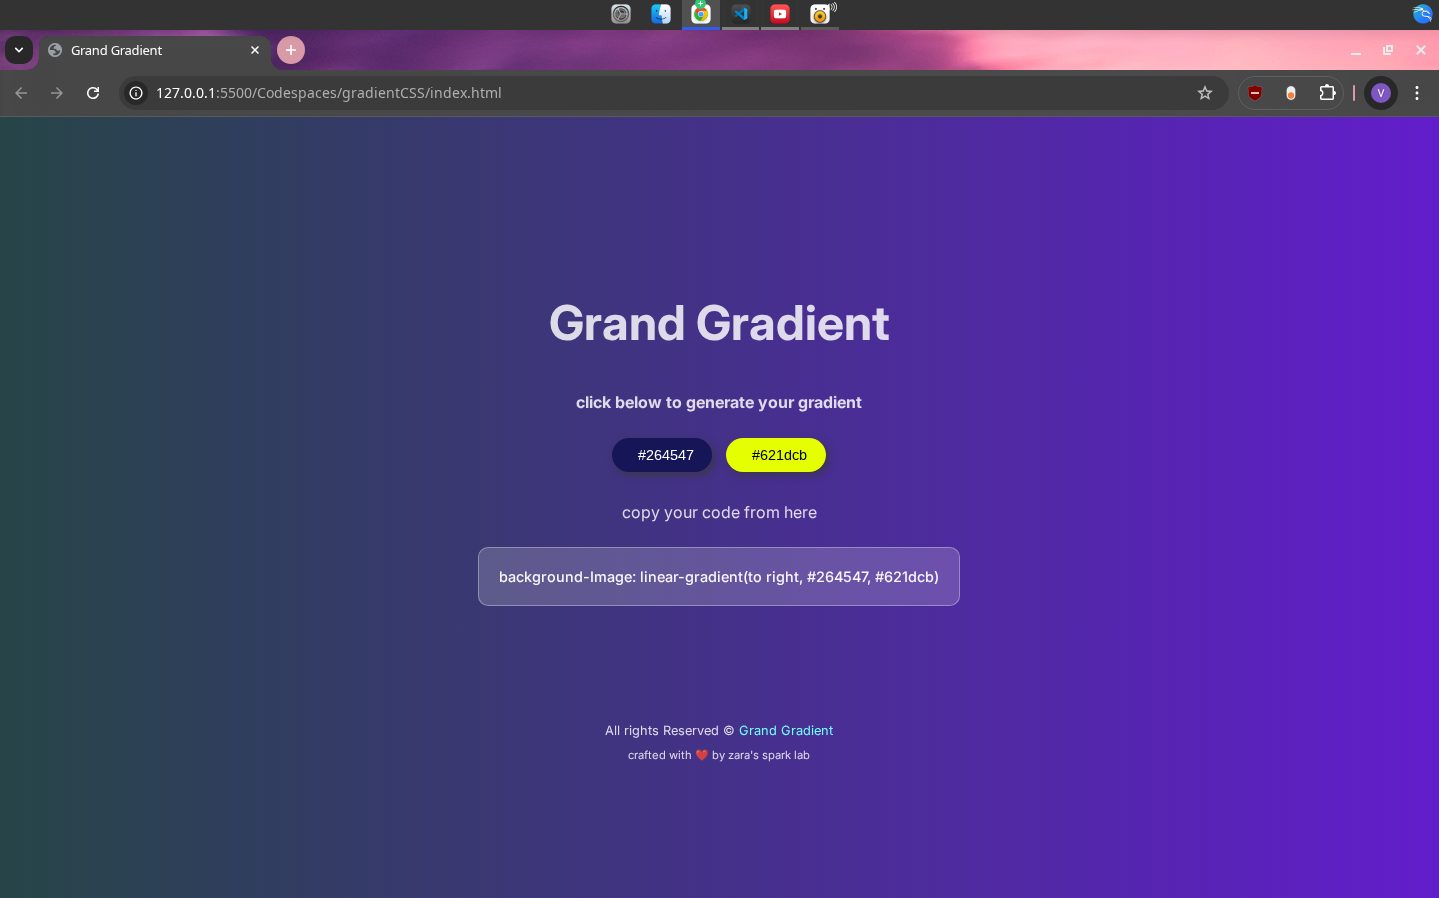 Grand Gradient
127.0.0.1:5500/Codespaces/gradientCSS/index.html
V
Grand Gradient
click below to generate your gradient
#264547 #621dcb
copy your code from here
background-Image: linear-gradient(to right, #264547, #621dcb)
All rights Reserved © Grand Gradient
crafted with ❤️ by zara's spark lab